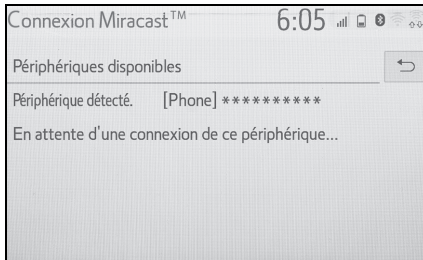 Connexion Miracast™ 6:05
Périphériques disponibles
Périphérique détecté. [Phone] **********
En attente d'une connexion de ce périphérique...